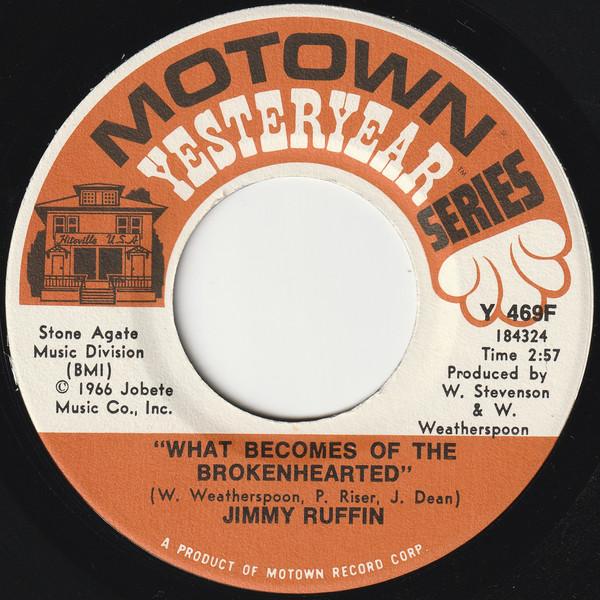 MOTOWN
YESTERYEAR™
SERIES
Hitsville U.S.A
Stone Agate
Music Division
(BMI)
© 1966 Jobete
Music Co., Inc.
Y 469F
184324
Time 2:57
Produced by
W. Stevenson
& W.
Weatherspoon
"WHAT BECOMES OF THE
BROKENHEARTED"
(W. Weatherspoon, P. Riser, J. Dean)
JIMMY RUFFIN
A PRODUCT OF MOTOWN RECORD CORP.